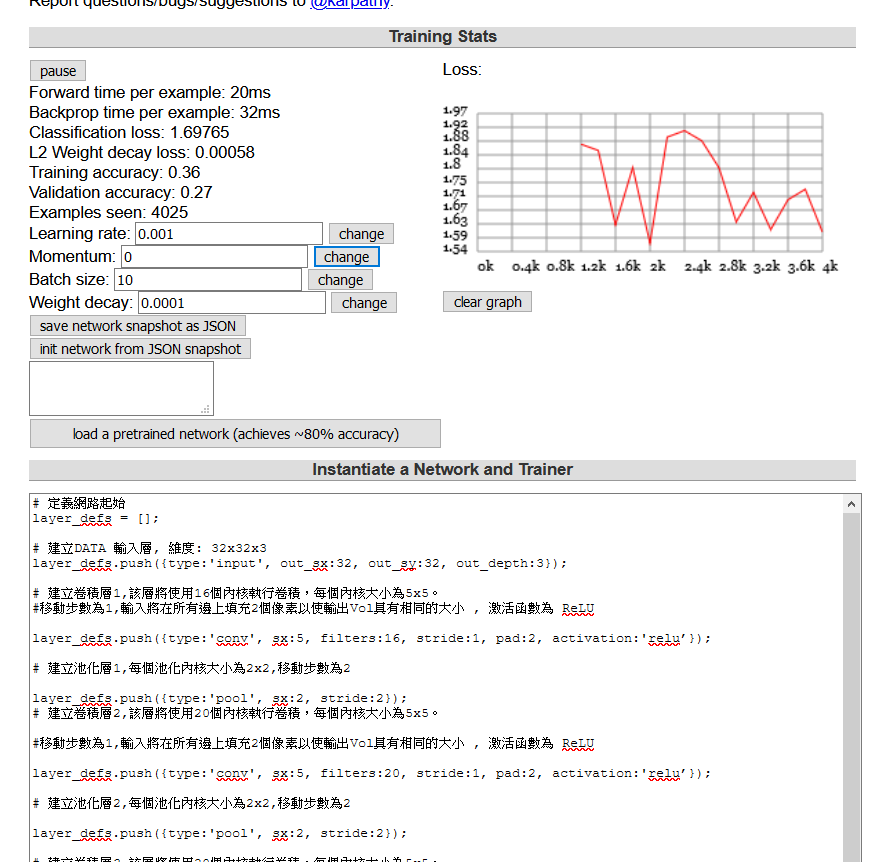 Report questions/bugs/suggestions to @karpathy.
Training Stats
pause
Forward time per example: 20ms
Backprop time per example: 32ms
Classification loss: 1.69765
L2 Weight decay loss: 0.00058
Training accuracy: 0.36
Validation accuracy: 0.27
Examples seen: 4025
Learning rate: 0.001 change
Momentum: 0 change
Batch size: 10 change
Weight decay: 0.0001 change
save network snapshot as JSON
init network from JSON snapshot
load a pretrained network (achieves ~80% accuracy)
Loss:
1.97
1.92
1.88
1.84
1.8
1.75
1.71
1.67
1.63
1.59
1.54
0k 0.4k 0.8k 1.2k 1.6k 2k 2.4k 2.8k 3.2k 3.6k 4k
clear graph
Instantiate a Network and Trainer
# 定義網路起始
layer_defs = [];
# 建立DATA 輸入層, 維度: 32x32x3
layer_defs.push({type:'input', out_sx:32, out_sy:32, out_depth:3});
# 建立卷積層1,該層將使用16個內核執行卷積，每個內核大小為5x5。
#移動步數為1,輸入將在所有邊上填充2個像素以使輸出Vol具有相同的大小 , 激活函數為 ReLU
layer_defs.push({type:'conv', sx:5, filters:16, stride:1, pad:2, activation:'relu’});
# 建立池化層1,每個池化內核大小為2x2,移動步數為2
layer_defs.push({type:'pool', sx:2, stride:2});
# 建立卷積層2,該層將使用20個內核執行卷積，每個內核大小為5x5。
#移動步數為1,輸入將在所有邊上填充2個像素以使輸出Vol具有相同的大小 , 激活函數為 ReLU
layer_defs.push({type:'conv', sx:5, filters:20, stride:1, pad:2, activation:'relu’});
# 建立池化層2,每個池化內核大小為2x2,移動步數為2
layer_defs.push({type:'pool', sx:2, stride:2});